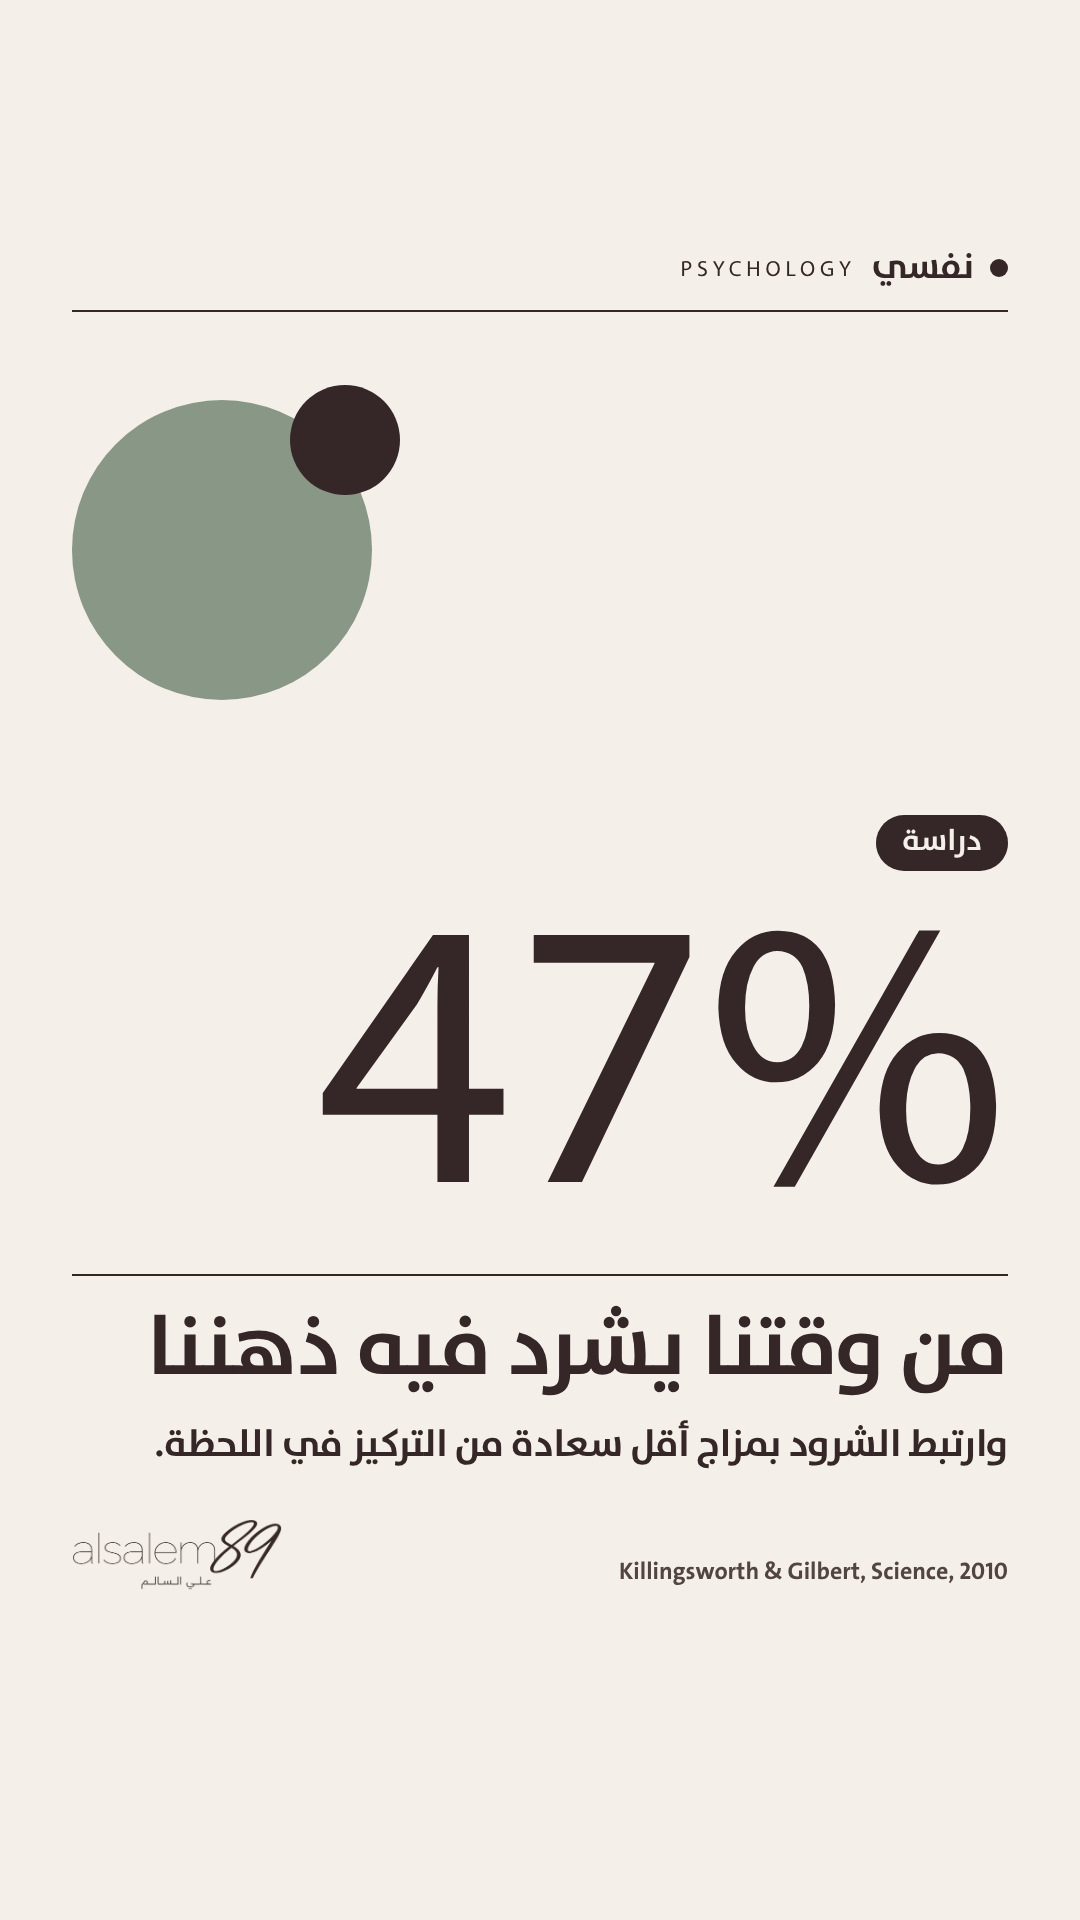 نفسي PSYCHOLOGY
دراسة
47%
من وقتنا يشرد فيه ذهننا
وارتبط الشرود بمزاج أقل سعادة من التركيز في اللحظة.
Killingsworth & Gilbert, Science, 2010
alsalem89
علي السالم